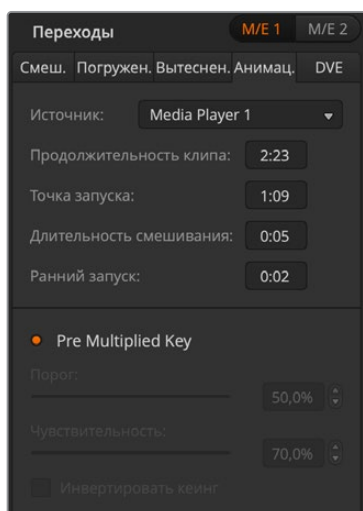 Переходы M/E 1 M/E 2
Смеш. Погружен. Вытеснен. Анимац. DVE
Источник: Media Player 1
Продолжительность клипа: 2:23
Точка запуска: 1:09
Длительность смешивания: 0:05
Ранний запуск: 0:02
Pre Multiplied Key
Порог:
50,0%
Чувствительность:
70,0%
Инвертировать кеинг